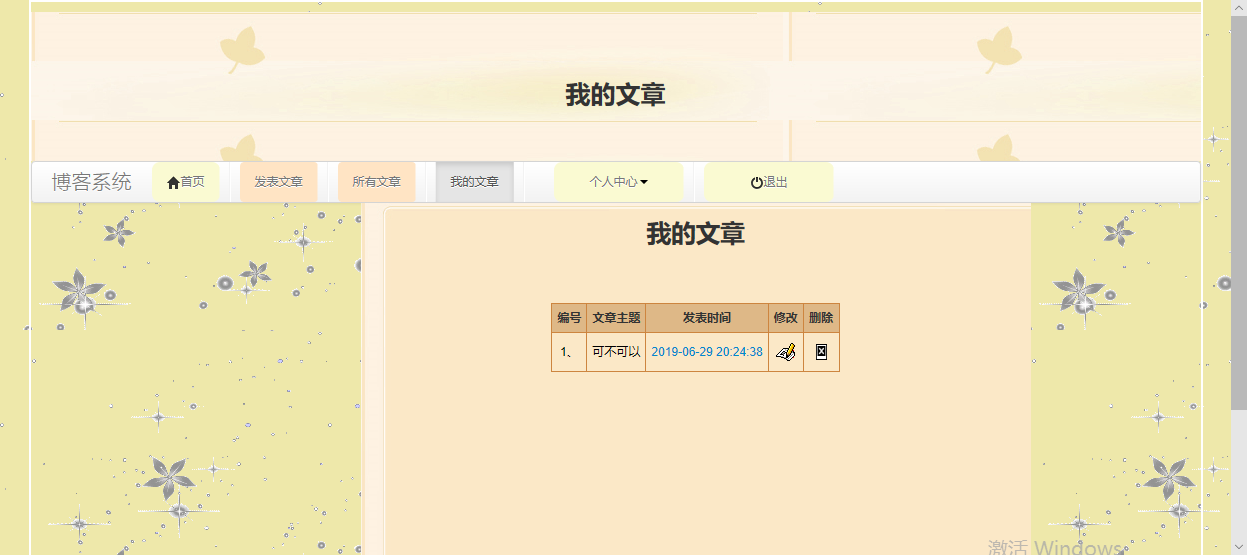 我的文章
博客系统 首页 发表文章 所有文章 我的文章 个人中心 退出
我的文章
编号 文章主题 发表时间 修改 删除
1、 可不可以 2019-06-29 20:24:38
激活 Windows